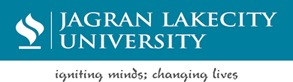 JAGRAN LAKECITY
UNIVERSITY
igniting minds; changing lives